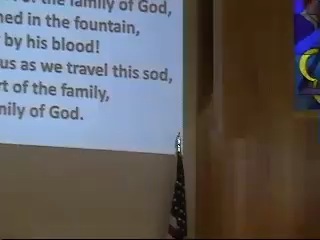 of the family of God,
ned in the fountain,
by his blood!
us as we travel this sod,
rt of the family,
mily of God.